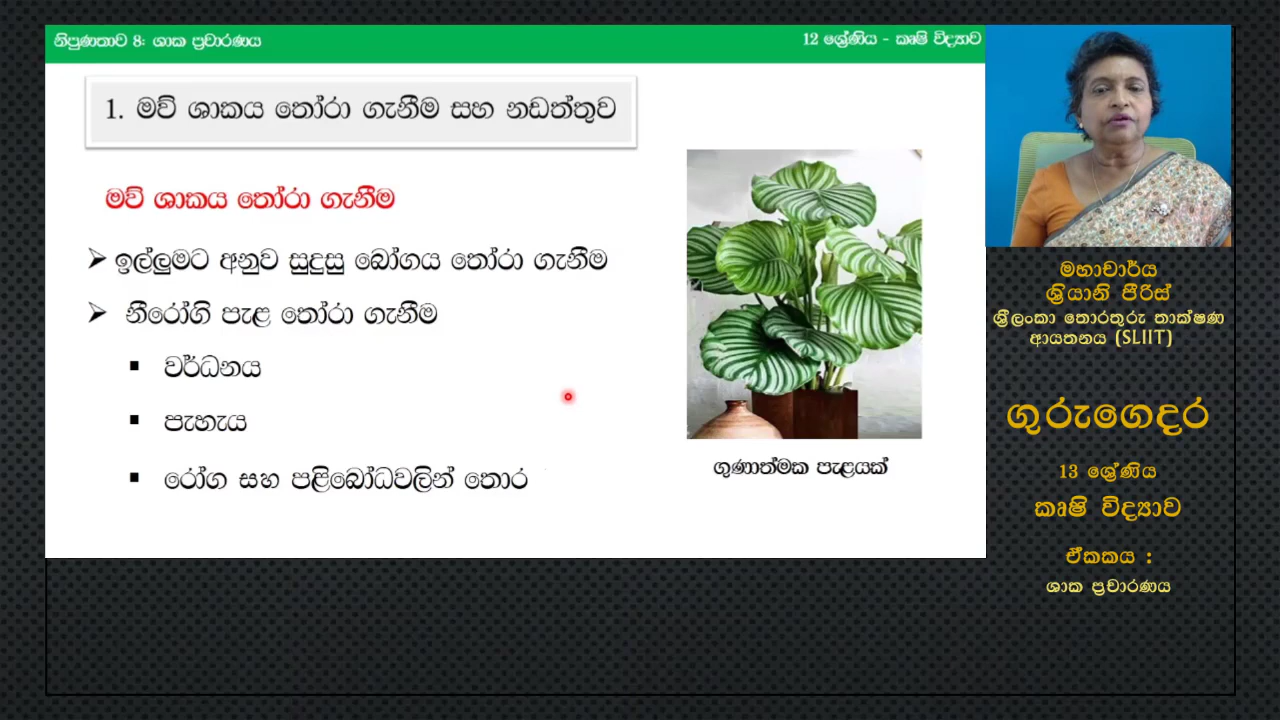 නිපුණතාව 8: ශාක ප්‍රචාරණය
12 ශ්‍රේණිය - කෘෂි විද්‍යාව
1. මව් ශාකය තෝරා ගැනීම සහ නඩත්තුව
මව් ශාකය තෝරා ගැනීම
ඉල්ලුමට අනුව සුදුසු බෝගය තෝරා ගැනීම
නීරෝගි පැළ තෝරා ගැනීම
වර්ධනය
පැහැය
රෝග සහ පළිබෝධවලින් තොර
ගුණාත්මක පැළයක්
මහාචාර්ය
ශ්‍රියානි පීරිස්
ශ්‍රී ලංකා තොරතුරු තාක්ෂණ
ආයතනය (SLIIT)
ගුරුගෙදර
13 ශ්‍රේණිය
කෘෂි විද්‍යාව
ඒකකය :
ශාක ප්‍රචාරණය